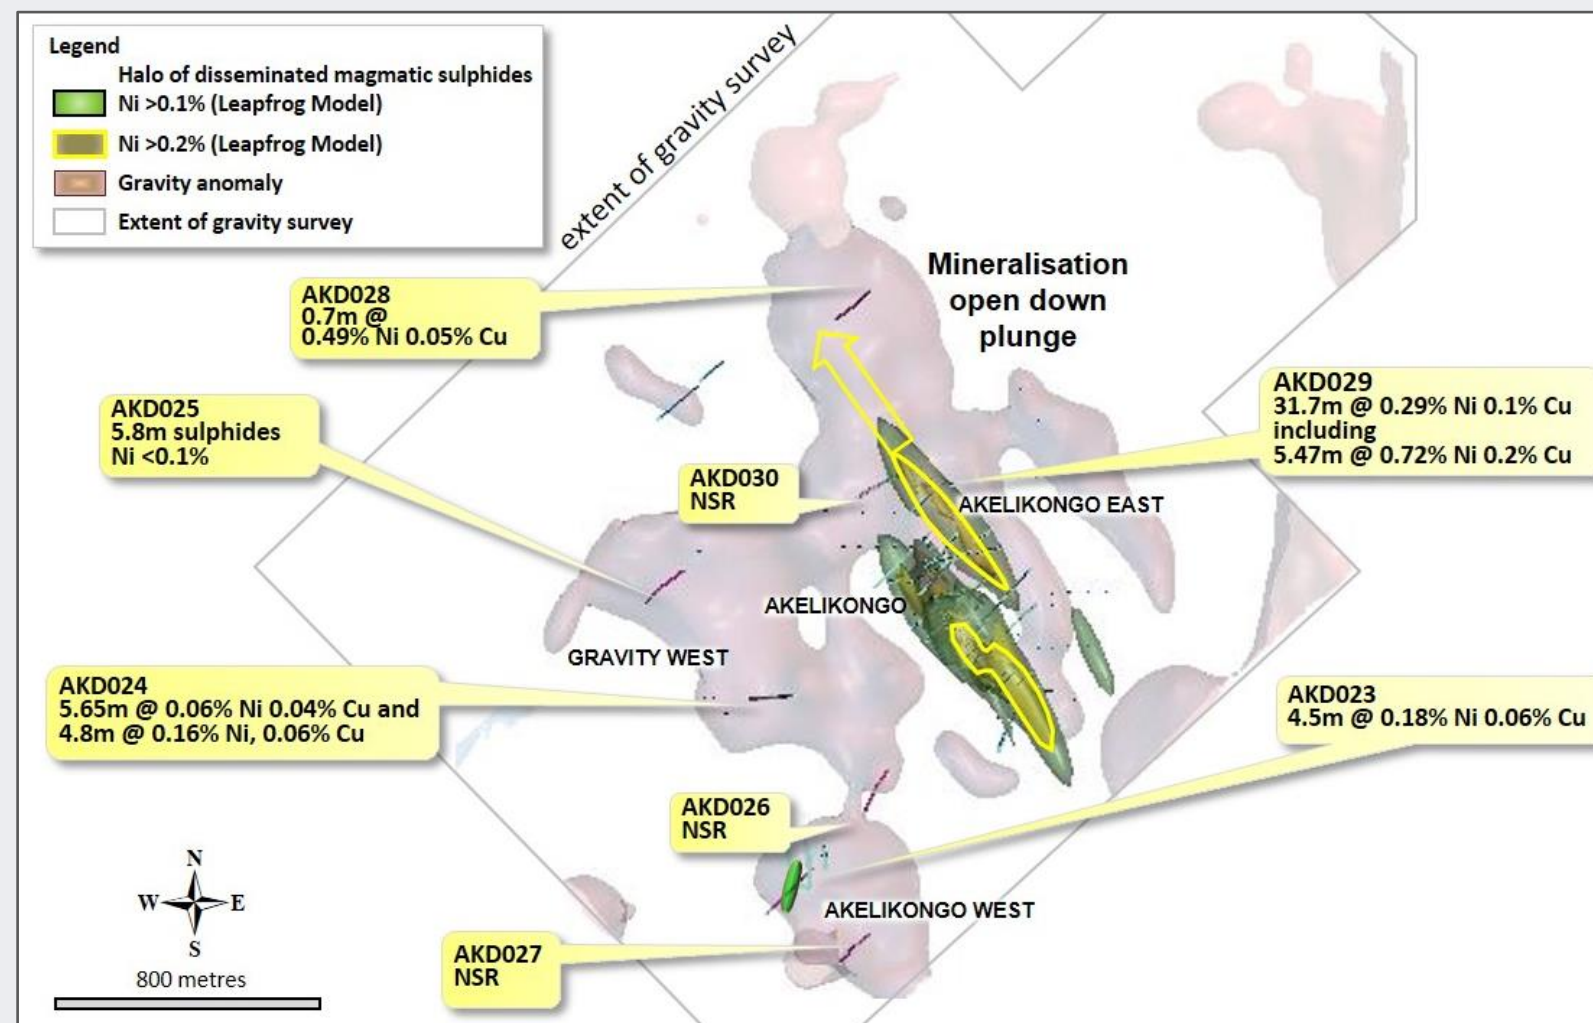 Legend
Halo of disseminated magmatic sulphides
Ni >0.1% (Leapfrog Model)
Ni >0.2% (Leapfrog Model)
Gravity anomaly
Extent of gravity survey
extent of gravity survey
Mineralisation
open down
plunge
AKD028
0.7m @
0.49% Ni 0.05% Cu
AKD029
31.7m @ 0.29% Ni 0.1% Cu
including
5.47m @ 0.72% Ni 0.2% Cu
AKD025
5.8m sulphides
Ni <0.1%
AKD030
NSR
AKELIKONGO EAST
AKELIKONGO
GRAVITY WEST
AKD024
5.65m @ 0.06% Ni 0.04% Cu and
4.8m @ 0.16% Ni, 0.06% Cu
AKD023
4.5m @ 0.18% Ni 0.06% Cu
AKD026
NSR
AKELIKONGO WEST
AKD027
NSR
N
W E
S
800 metres